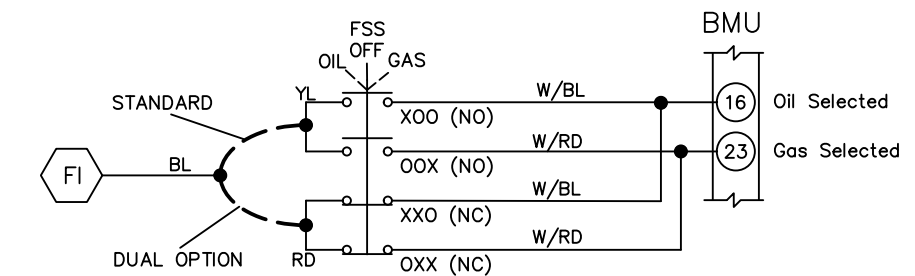 BMU
FSS
OFF
OIL
GAS
STANDARD
YL
W/BL
16
Oil Selected
XOO (NO)
W/RD
23
Gas Selected
OOX (NO)
FI
BL
W/BL
XXO (NC)
W/RD
DUAL OPTION
RD
OXX (NC)